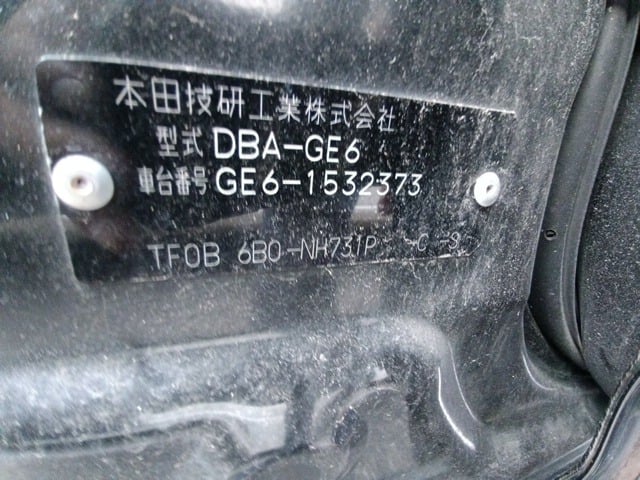 本田技研工業株式会社
型式 DBA-GE6
車台番号 GE6-1532373
TF0B 6B0-NH731P -C -S